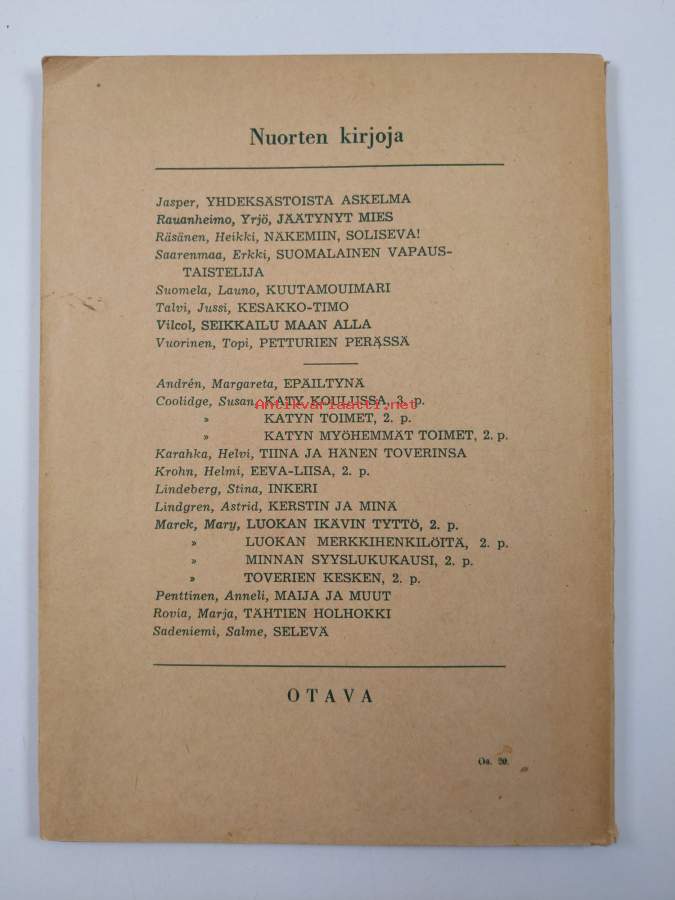 Nuorten kirjoja
Jasper, YHDEKSÄSTOISTA ASKELMA
Rauanheimo, Yrjö, JÄÄTYNYT MIES
Räsänen, Heikki, NÄKEMIIN, SOLISEVA!
Saarenmaa, Erkki, SUOMALAINEN VAPAUS-
TAISTELIJA
Suomela, Launo, KUUTAMOUIMARI
Talvi, Jussi, KESAKKO-TIMO
Vilcol, SEIKKAILU MAAN ALLA
Vuorinen, Topi, PETTURIEN PERÄSSÄ
Andrén, Margareta, EPÄILTYNÄ
Coolidge, Susan, KATY KOULUSSA, 3. p.
Antikvariaatti.net
» KATYN TOIMET, 2. p.
» KATYN MYÖHEMMÄT TOIMET, 2. p.
Karahka, Helvi, TIINA JA HÄNEN TOVERINSA
Krohn, Helmi, EEVA-LIISA, 2. p.
Lindeberg, Stina, INKERI
Lindgren, Astrid, KERSTIN JA MINÄ
Marck, Mary, LUOKAN IKÄVIN TYTTÖ, 2. p.
» LUOKAN MERKKIHENKILÖITÄ, 2. p.
» MINNAN SYYSLUKUKAUSI, 2. p.
» TOVERIEN KESKEN, 2. p.
Penttinen, Anneli, MAIJA JA MUUT
Rovia, Marja, TÄHTIEN HOLHOKKI
Sadeniemi, Salme, SELEVÄ
OTAVA
Oa. 20.